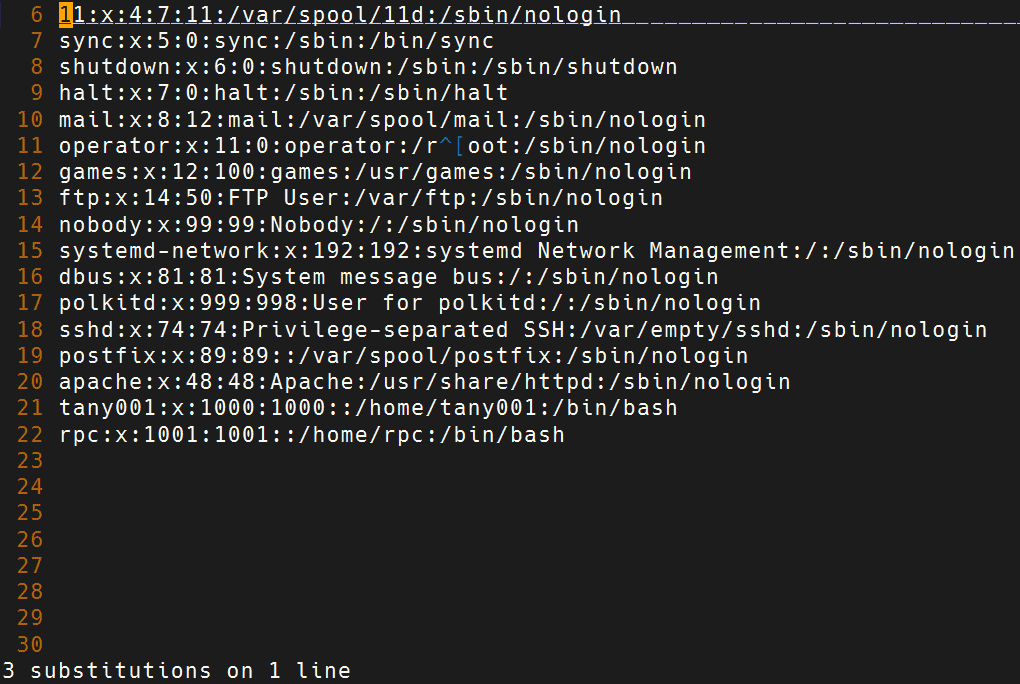 6 11:x:4:7:11:/var/spool/11d:/sbin/nologin
7 sync:x:5:0:sync:/sbin:/bin/sync
8 shutdown:x:6:0:shutdown:/sbin:/sbin/shutdown
9 halt:x:7:0:halt:/sbin:/sbin/halt
10 mail:x:8:12:mail:/var/spool/mail:/sbin/nologin
11 operator:x:11:0:operator:/r^[oot:/sbin/nologin
12 games:x:12:100:games:/usr/games:/sbin/nologin
13 ftp:x:14:50:FTP User:/var/ftp:/sbin/nologin
14 nobody:x:99:99:Nobody:/:/sbin/nologin
15 systemd-network:x:192:192:systemd Network Management:/:/sbin/nologin
16 dbus:x:81:81:System message bus:/:/sbin/nologin
17 polkitd:x:999:998:User for polkitd:/:/sbin/nologin
18 sshd:x:74:74:Privilege-separated SSH:/var/empty/sshd:/sbin/nologin
19 postfix:x:89:89::/var/spool/postfix:/sbin/nologin
20 apache:x:48:48:Apache:/usr/share/httpd:/sbin/nologin
21 tany001:x:1000:1000::/home/tany001:/bin/bash
22 rpc:x:1001:1001::/home/rpc:/bin/bash
23
24
25
26
27
28
29
30
3 substitutions on 1 line